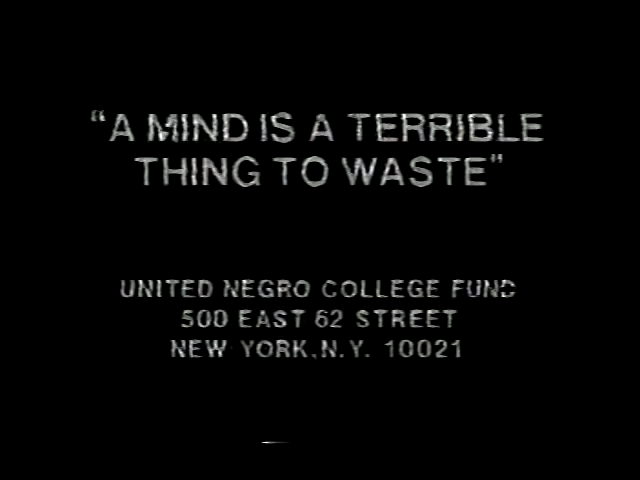 “A MIND IS A TERRIBLE
THING TO WASTE”
UNITED NEGRO COLLEGE FUND
500 EAST 62 STREET
NEW YORK, N.Y. 10021